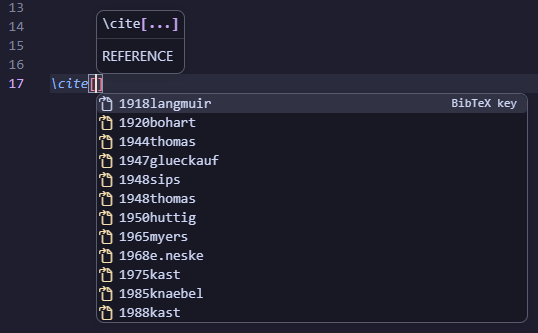 13
14
\cite[...]
15
16
REFERENCE
17 \cite[]
1918langmuir BibTeX key
1920bohart
1944thomas
1947glueckauf
1948sips
1948thomas
1950huttig
1965myers
1968e.neske
1975kast
1985knaebel
1988kast